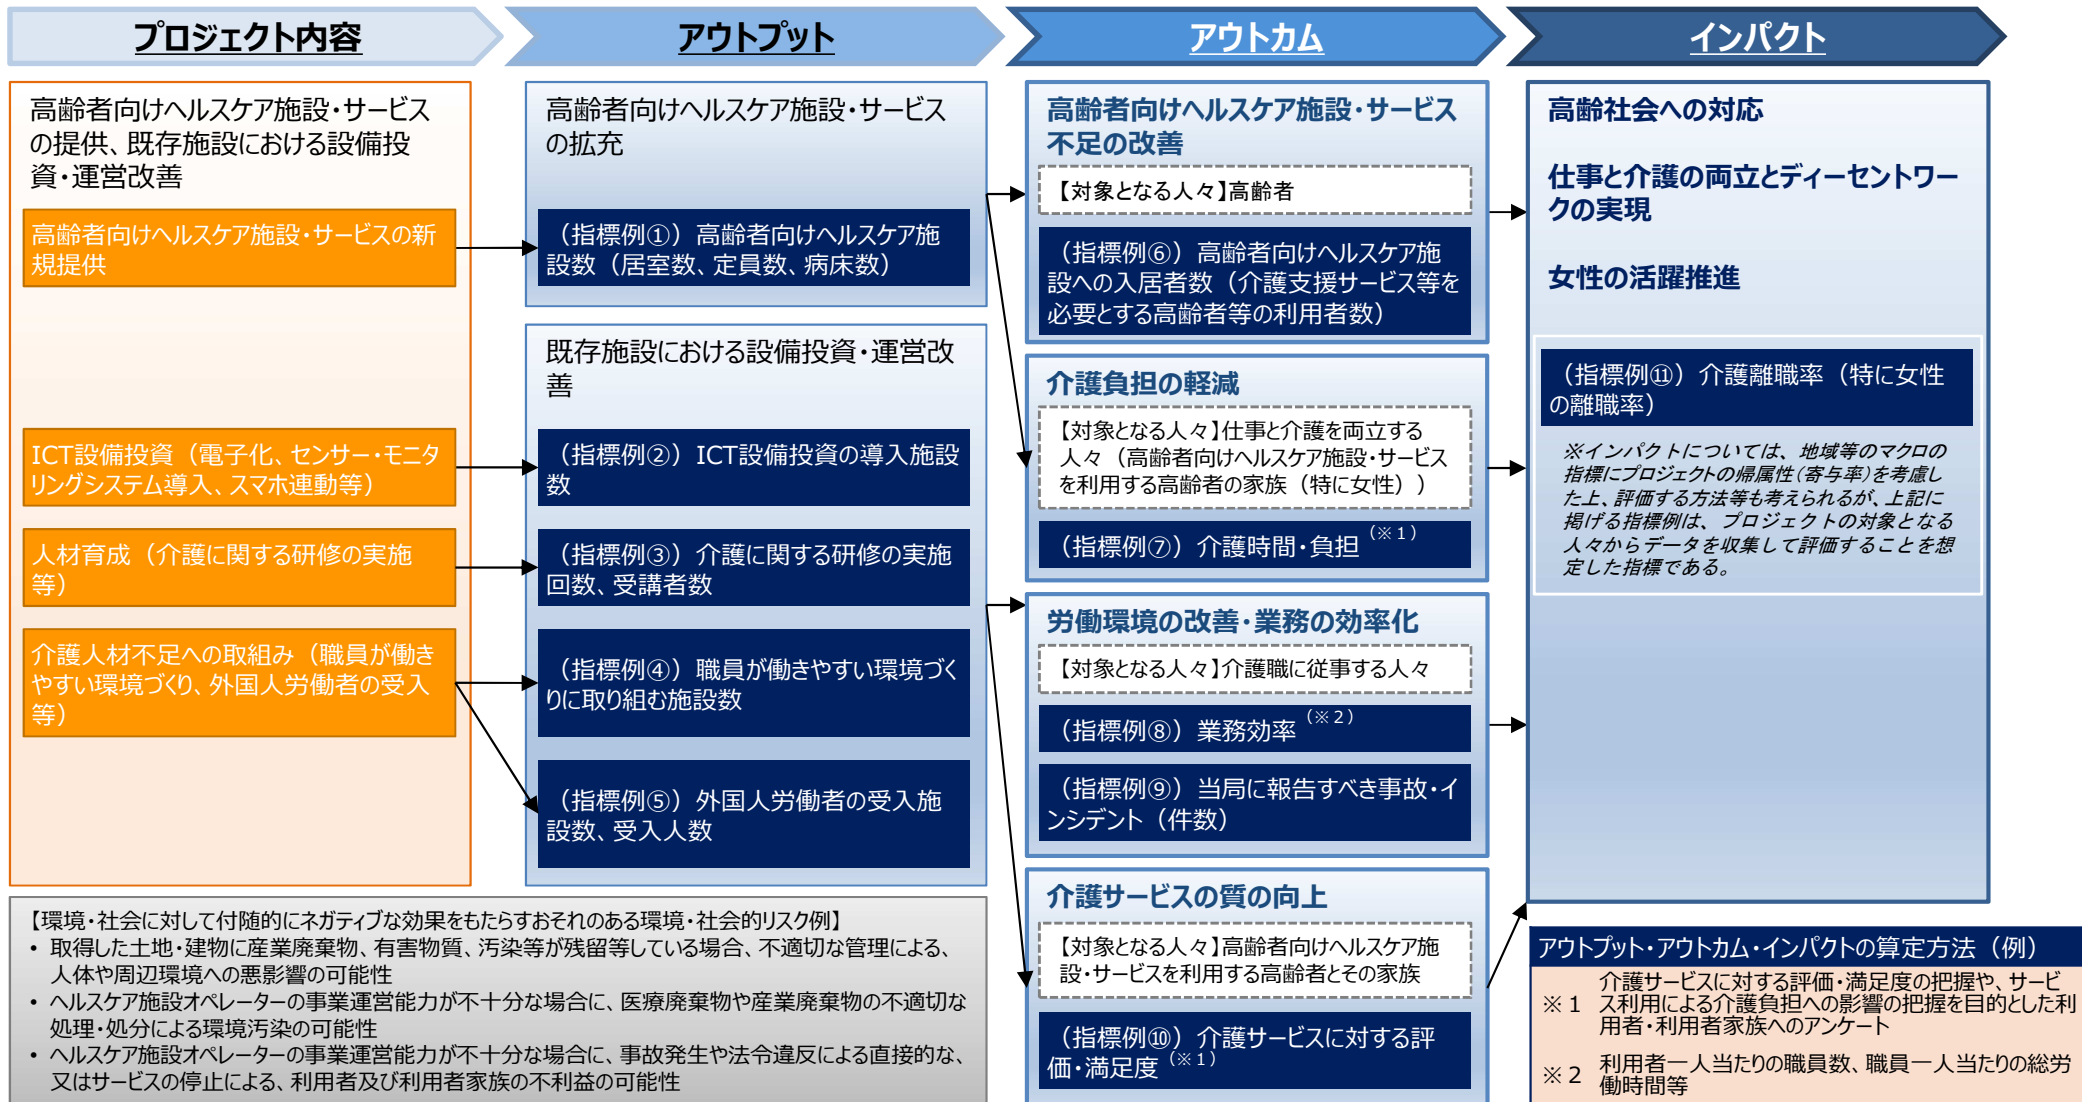 プロジェクト内容
アウトプット
アウトカム
インパクト
高齢者向けヘルスケア施設・サービス
の提供、既存施設における設備投
資・運営改善
高齢者向けヘルスケア施設・サービスの新
規提供
ICT設備投資（電子化、センサー・モニタ
リングシステム導入、スマホ連動等）
人材育成（介護に関する研修の実施
等）
介護人材不足への取組み（職員が働き
やすい環境づくり、外国人労働者の受入
等）
高齢者向けヘルスケア施設・サービス
の拡充
（指標例①）高齢者向けヘルスケア施
設数（居室数、定員数、病床数）
既存施設における設備投資・運営改
善
（指標例②）ICT設備投資の導入施設
数
（指標例③）介護に関する研修の実施
回数、受講者数
（指標例④）職員が働きやすい環境づく
りに取り組む施設数
（指標例⑤）外国人労働者の受入施
設数、受入人数
高齢者向けヘルスケア施設・サービス
不足の改善
【対象となる人々】高齢者
（指標例⑥）高齢者向けヘルスケア施
設への入居者数（介護支援サービス等を
必要とする高齢者等の利用者数）
介護負担の軽減
【対象となる人々】仕事と介護を両立する
人々（高齢者向けヘルスケア施設・サービス
を利用する高齢者の家族（特に女性））
（指標例⑦）介護時間・負担（※１）
労働環境の改善・業務の効率化
【対象となる人々】介護職に従事する人々
（指標例⑧）業務効率（※２）
（指標例⑨）当局に報告すべき事故・イ
ンシデント（件数）
介護サービスの質の向上
【対象となる人々】高齢者向けヘルスケア施
設・サービスを利用する高齢者とその家族
（指標例⑩）介護サービスに対する評
価・満足度（※１）
高齢社会への対応
仕事と介護の両立とディーセントワー
クの実現
女性の活躍推進
（指標例⑪）介護離職率（特に女性
の離職率）
※インパクトについては、地域等のマクロの
指標にプロジェクトの帰属性（寄与率）を考慮し
た上、評価する方法等も考えられるが、上記に
掲げる指標例は、プロジェクトの対象となる
人々からデータを収集して評価することを想
定した指標である。
【環境・社会に対して付随的にネガティブな効果をもたらすおそれのある環境・社会的リスク例】
• 取得した土地・建物に産業廃棄物、有害物質、汚染等が残留等している場合、不適切な管理による、
人体や周辺環境への悪影響の可能性
• ヘルスケア施設オペレーターの事業運営能力が不十分な場合に、医療廃棄物や産業廃棄物の不適切な
処理・処分による環境汚染の可能性
• ヘルスケア施設オペレーターの事業運営能力が不十分な場合に、事故発生や法令違反による直接的な、
又はサービスの停止による、利用者及び利用者家族の不利益の可能性
アウトプット・アウトカム・インパクトの算定方法（例）
※１ 介護サービスに対する評価・満足度の把握や、サービ
ス利用による介護負担への影響の把握を目的とした利
用者・利用者家族へのアンケート
※２ 利用者一人当たりの職員数、職員一人当たりの総労
働時間等